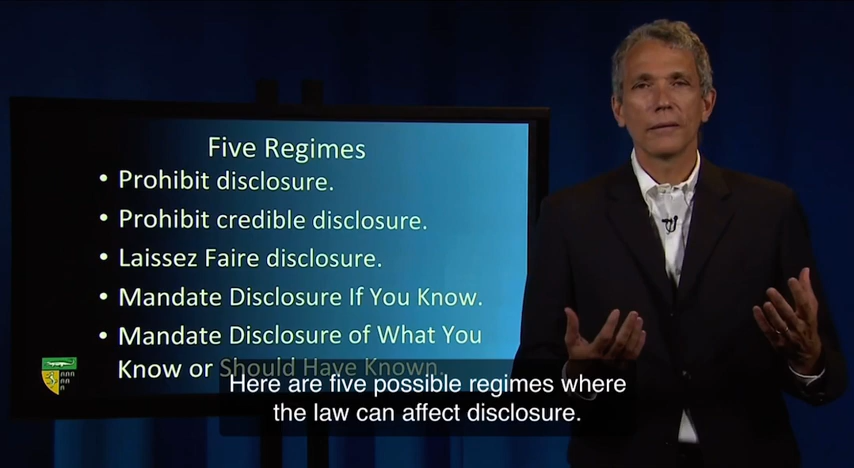 Five Regimes
• Prohibit disclosure.
• Prohibit credible disclosure.
• Laissez Faire disclosure.
• Mandate Disclosure If You Know.
• Mandate Disclosure of What You
Know or Should Have Known.
Here are five possible regimes where
the law can affect disclosure.